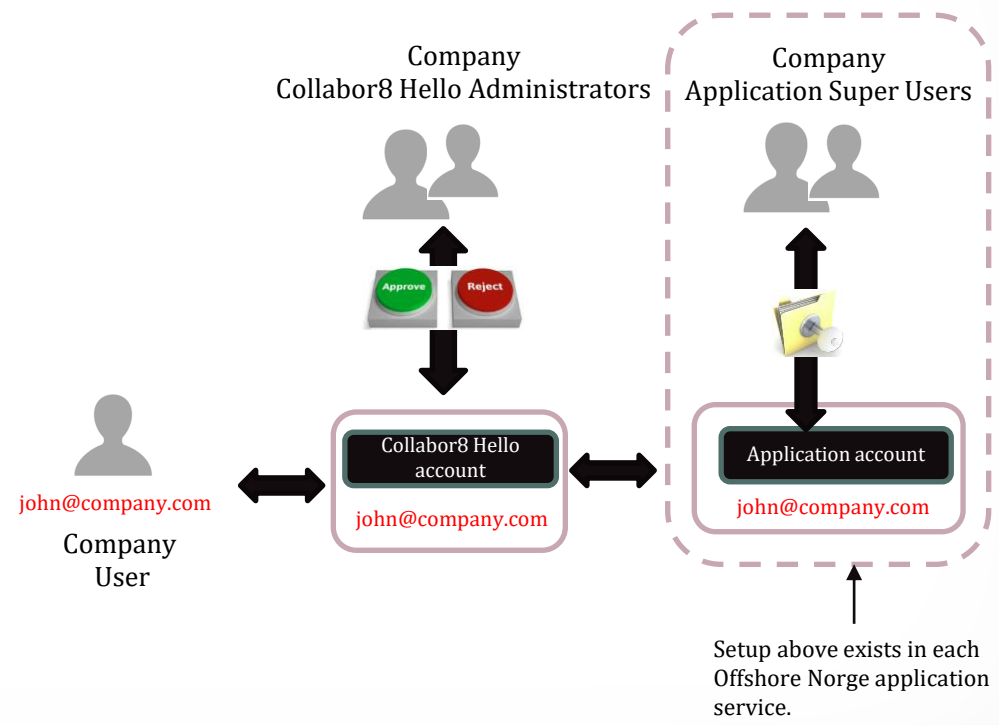 Company
Collabor8 Hello Administrators
Company
Application Super Users
Approve
Reject
Collabor8 Hello
account
john@company.com
Application account
john@company.com
john@company.com
Company
User
Setup above exists in each
Offshore Norge application
service.